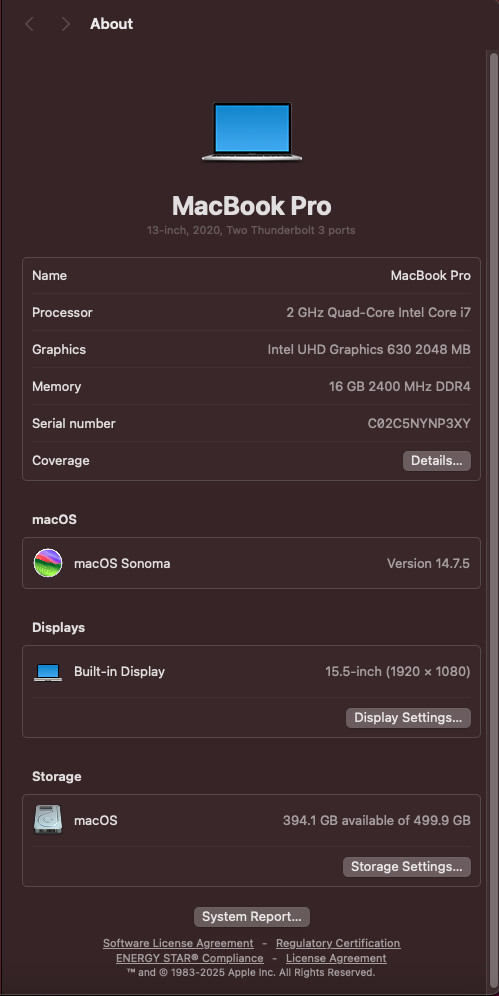 About
MacBook Pro
13-inch, 2020, Two Thunderbolt 3 ports
Name MacBook Pro
Processor 2 GHz Quad-Core Intel Core i7
Graphics Intel UHD Graphics 630 2048 MB
Memory 16 GB 2400 MHz DDR4
Serial number C02C5NYNP3XY
Coverage Details...
macOS
macOS Sonoma Version 14.7.5
Displays
Built-in Display 15.5-inch (1920 × 1080)
Display Settings...
Storage
macOS 394.1 GB available of 499.9 GB
Storage Settings...
System Report...
Software License Agreement - Regulatory Certification
ENERGY STAR® Compliance - License Agreement
™ and © 1983-2025 Apple Inc. All Rights Reserved.